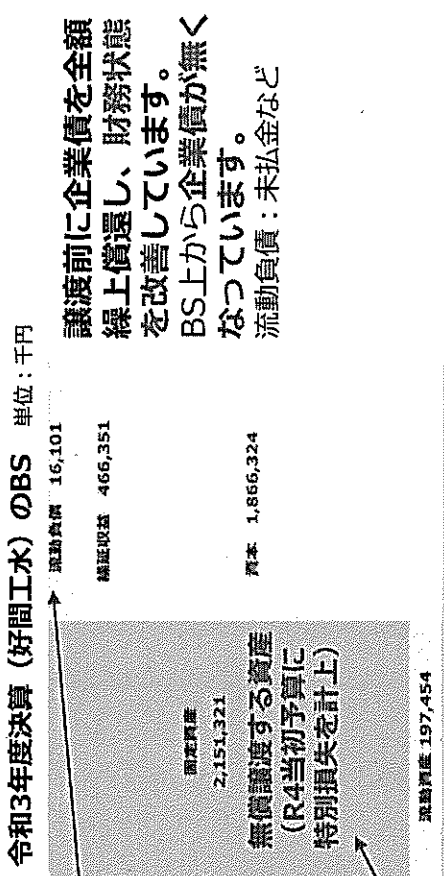 令和3年度決算（好間工水）のBS　単位：千円
流動負債 16,101
繰延収益 466,351
資本 1,866,324
固定資産
2,151,321
無償譲渡する資産
（R4当初予算に
特別損失を計上）
流動資産 197,454
譲渡前に企業債を全額
繰上償還し、財務状態
を改善しています。
BS上から企業債が無く
なっています。
流動負債：未払金など